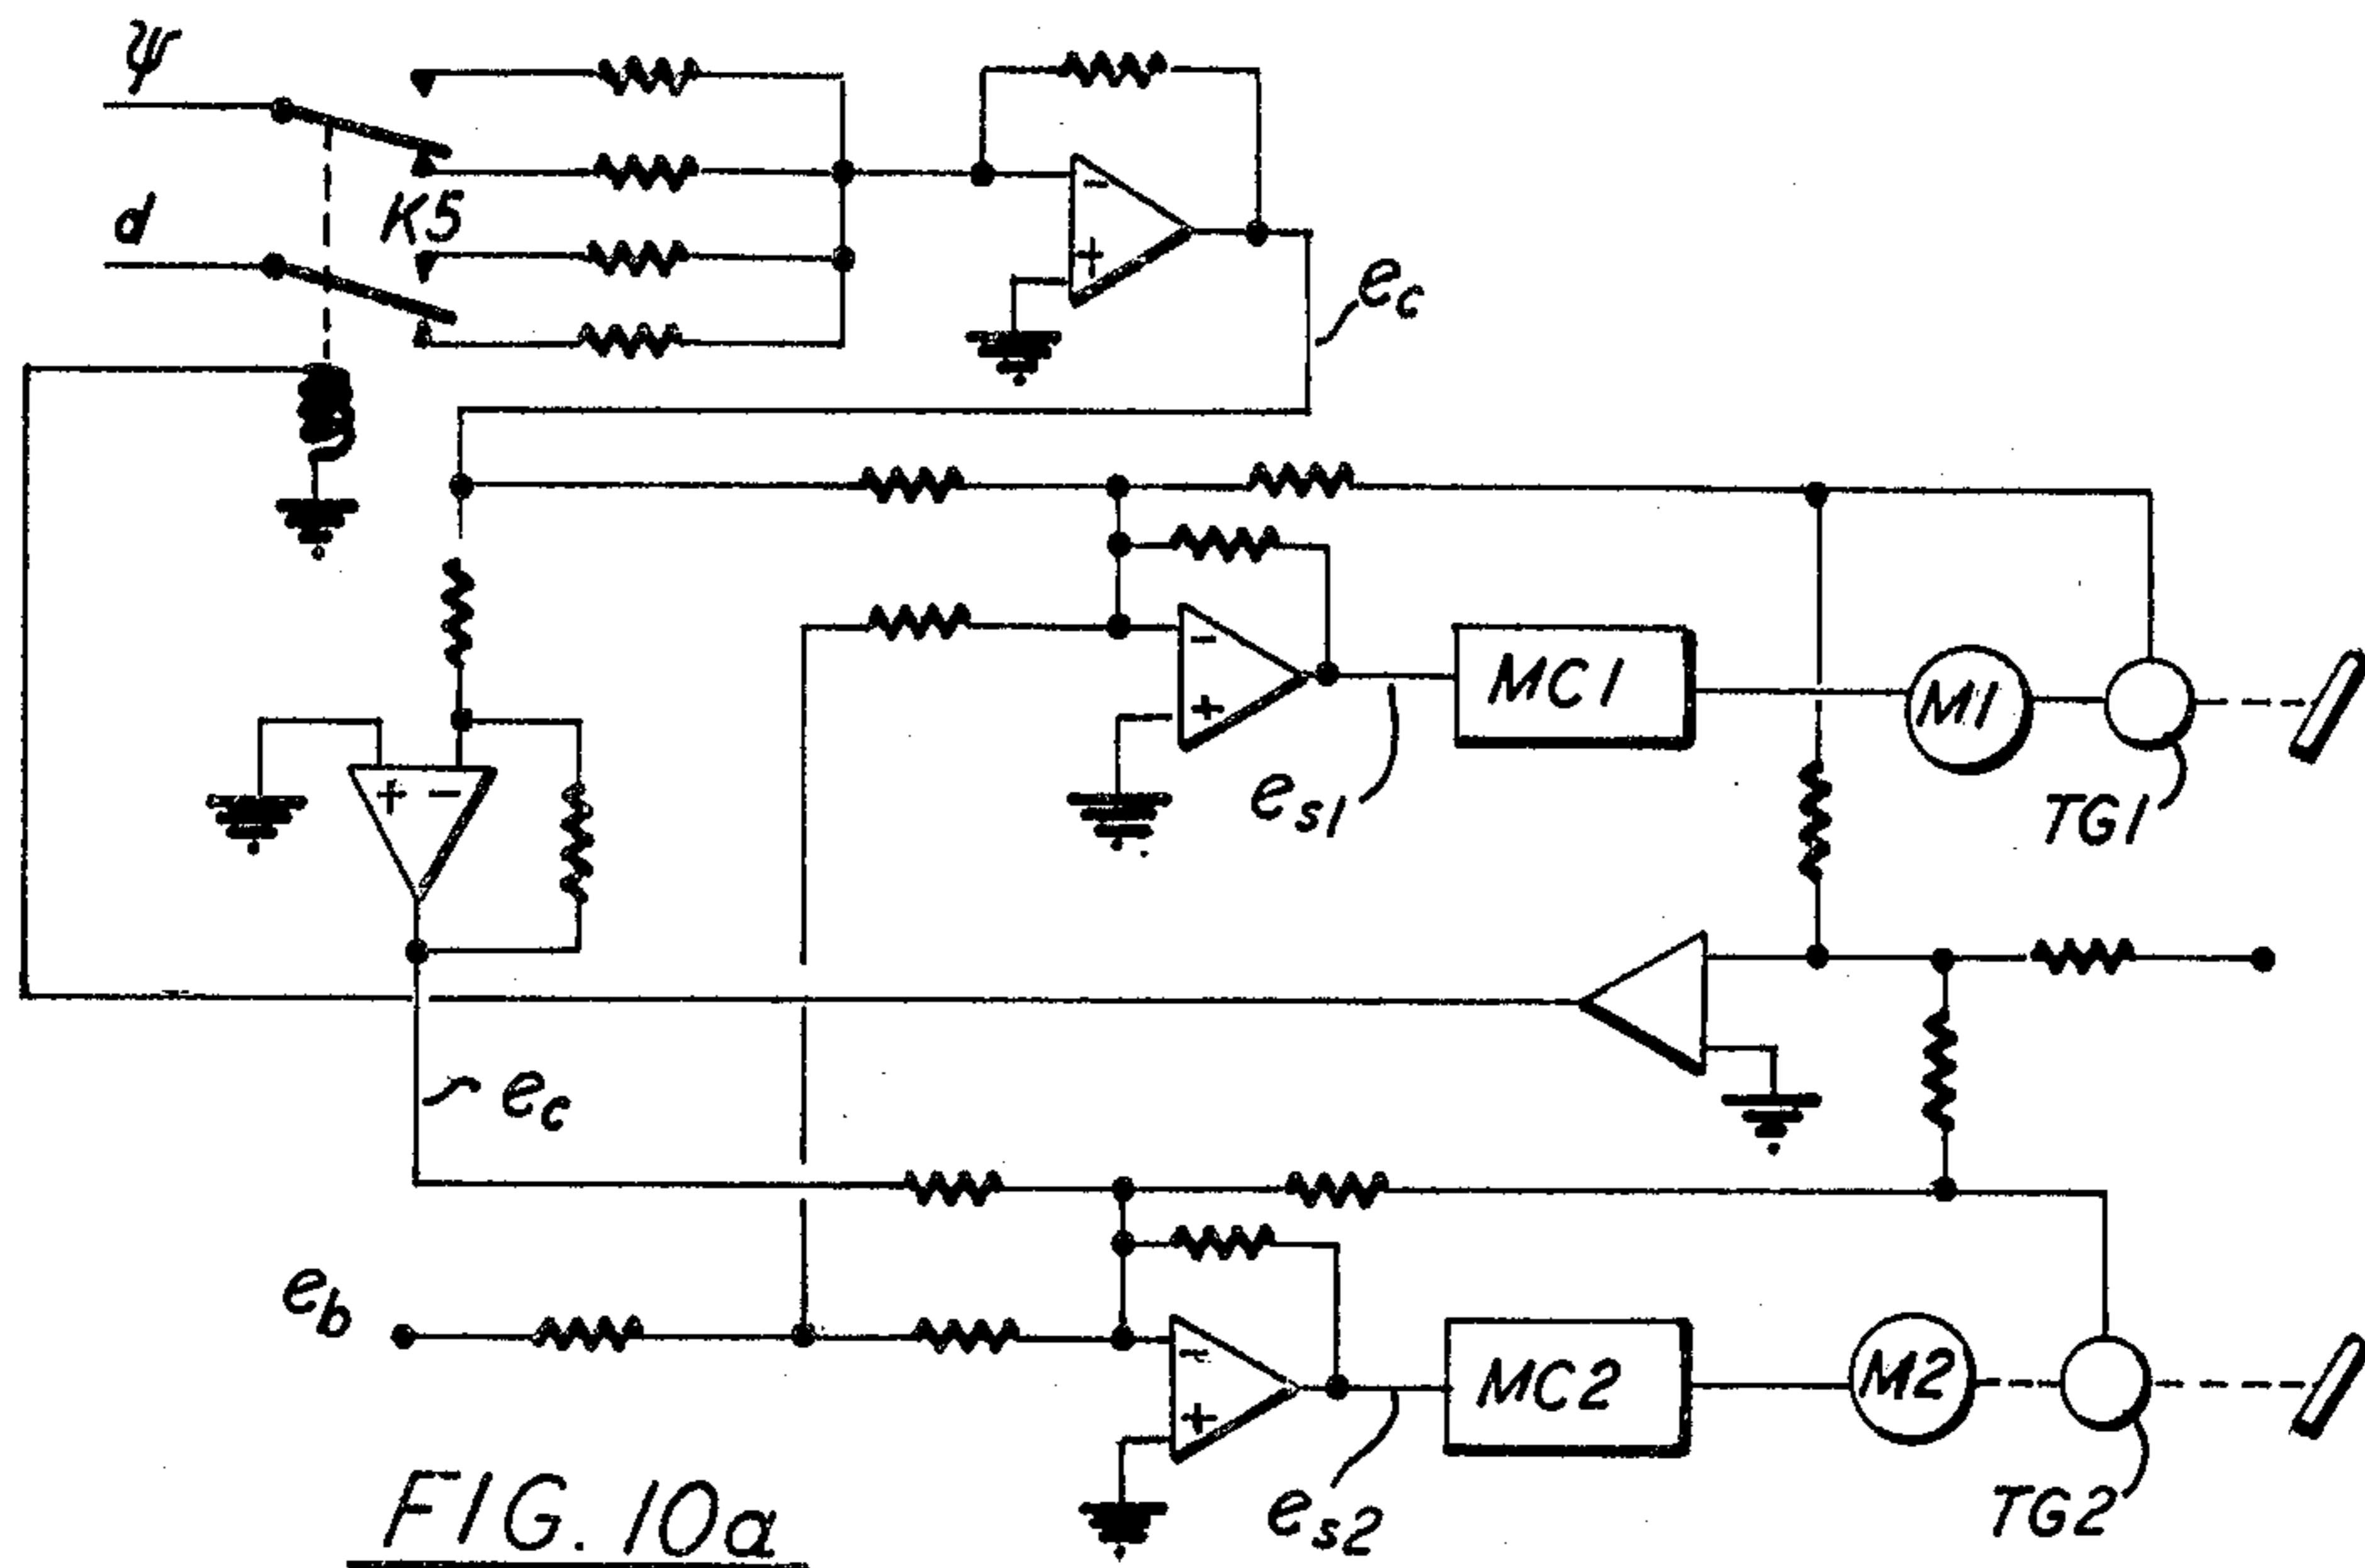 ψ
d
K5
-
+
e_c
-
+
MC1
M1
e_s1
TG1
+ -
e_c
e_b
-
+
MC2
M2
e_s2
TG2
FIG. 10a